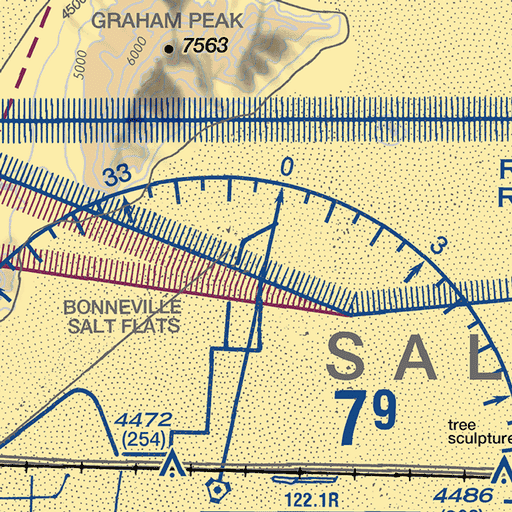 4500
GRAHAM PEAK
7563
5000
6000
33
0
R
R
3
BONNEVILLE
SALT FLATS
SAL
79
4472
(254)
tree
sculpture
122.1R
4486